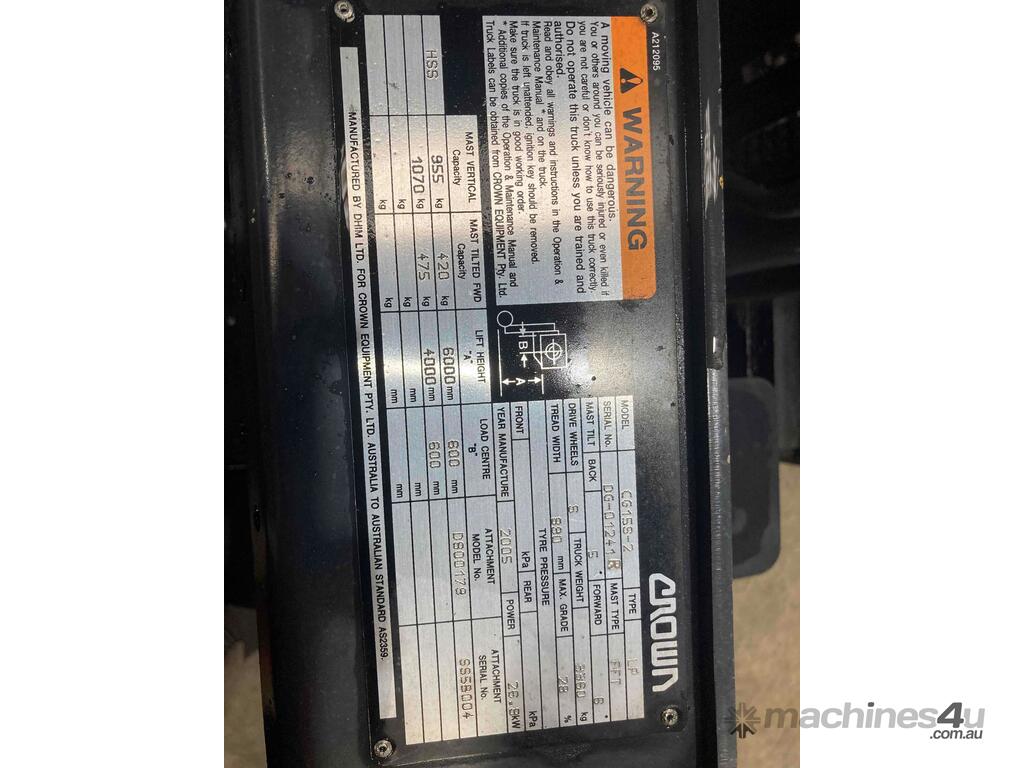 A212095
WARNING
A moving vehicle can be dangerous.
You or others around you can be seriously injured or even killed if
you are not careful or don't know how to use this truck correctly.
Do not operate this truck unless you are trained and
authorised.
Read and obey all warnings and instructions in the Operation &
Maintenance Manual * and on the truck.
If truck is left unattended, ignition key should be removed.
Make sure the truck is in good working order.
* Additional copies of the Operation & Maintenance Manual and
Truck Labels can be obtained from CROWN EQUIPMENT Pty. Ltd.
B A
CROWN
MODEL CG15S-2 TYPE LP
SERIAL No. DG-01241R MAST TYPE FFT
MAST TILT BACK 5° FORWARD 6°
DRIVE WHEELS TRUCK WEIGHT kg
TREAD WIDTH 890 mm MAX. GRADE 28 %
TYRE PRESSURE
FRONT kPa REAR kPa
YEAR MANUFACTURE 2005 POWER 26.9kW
MAST VERTICAL Capacity MAST TILTED FWD Capacity LIFT HEIGHT "A" LOAD CENTRE "B" ATTACHMENT MODEL No. ATTACHMENT SERIAL No.
HSS 955 kg 420 kg 6000 mm 600 mm DS00179 SS5B004
1070 kg 475 kg 4000 mm 600 mm
kg kg mm mm
kg kg mm mm
MANUFACTURED BY DHIM LTD. FOR CROWN EQUIPMENT PTY. LTD. AUSTRALIA TO AUSTRALIAN STANDARD AS2359.
machines4u
.com.au